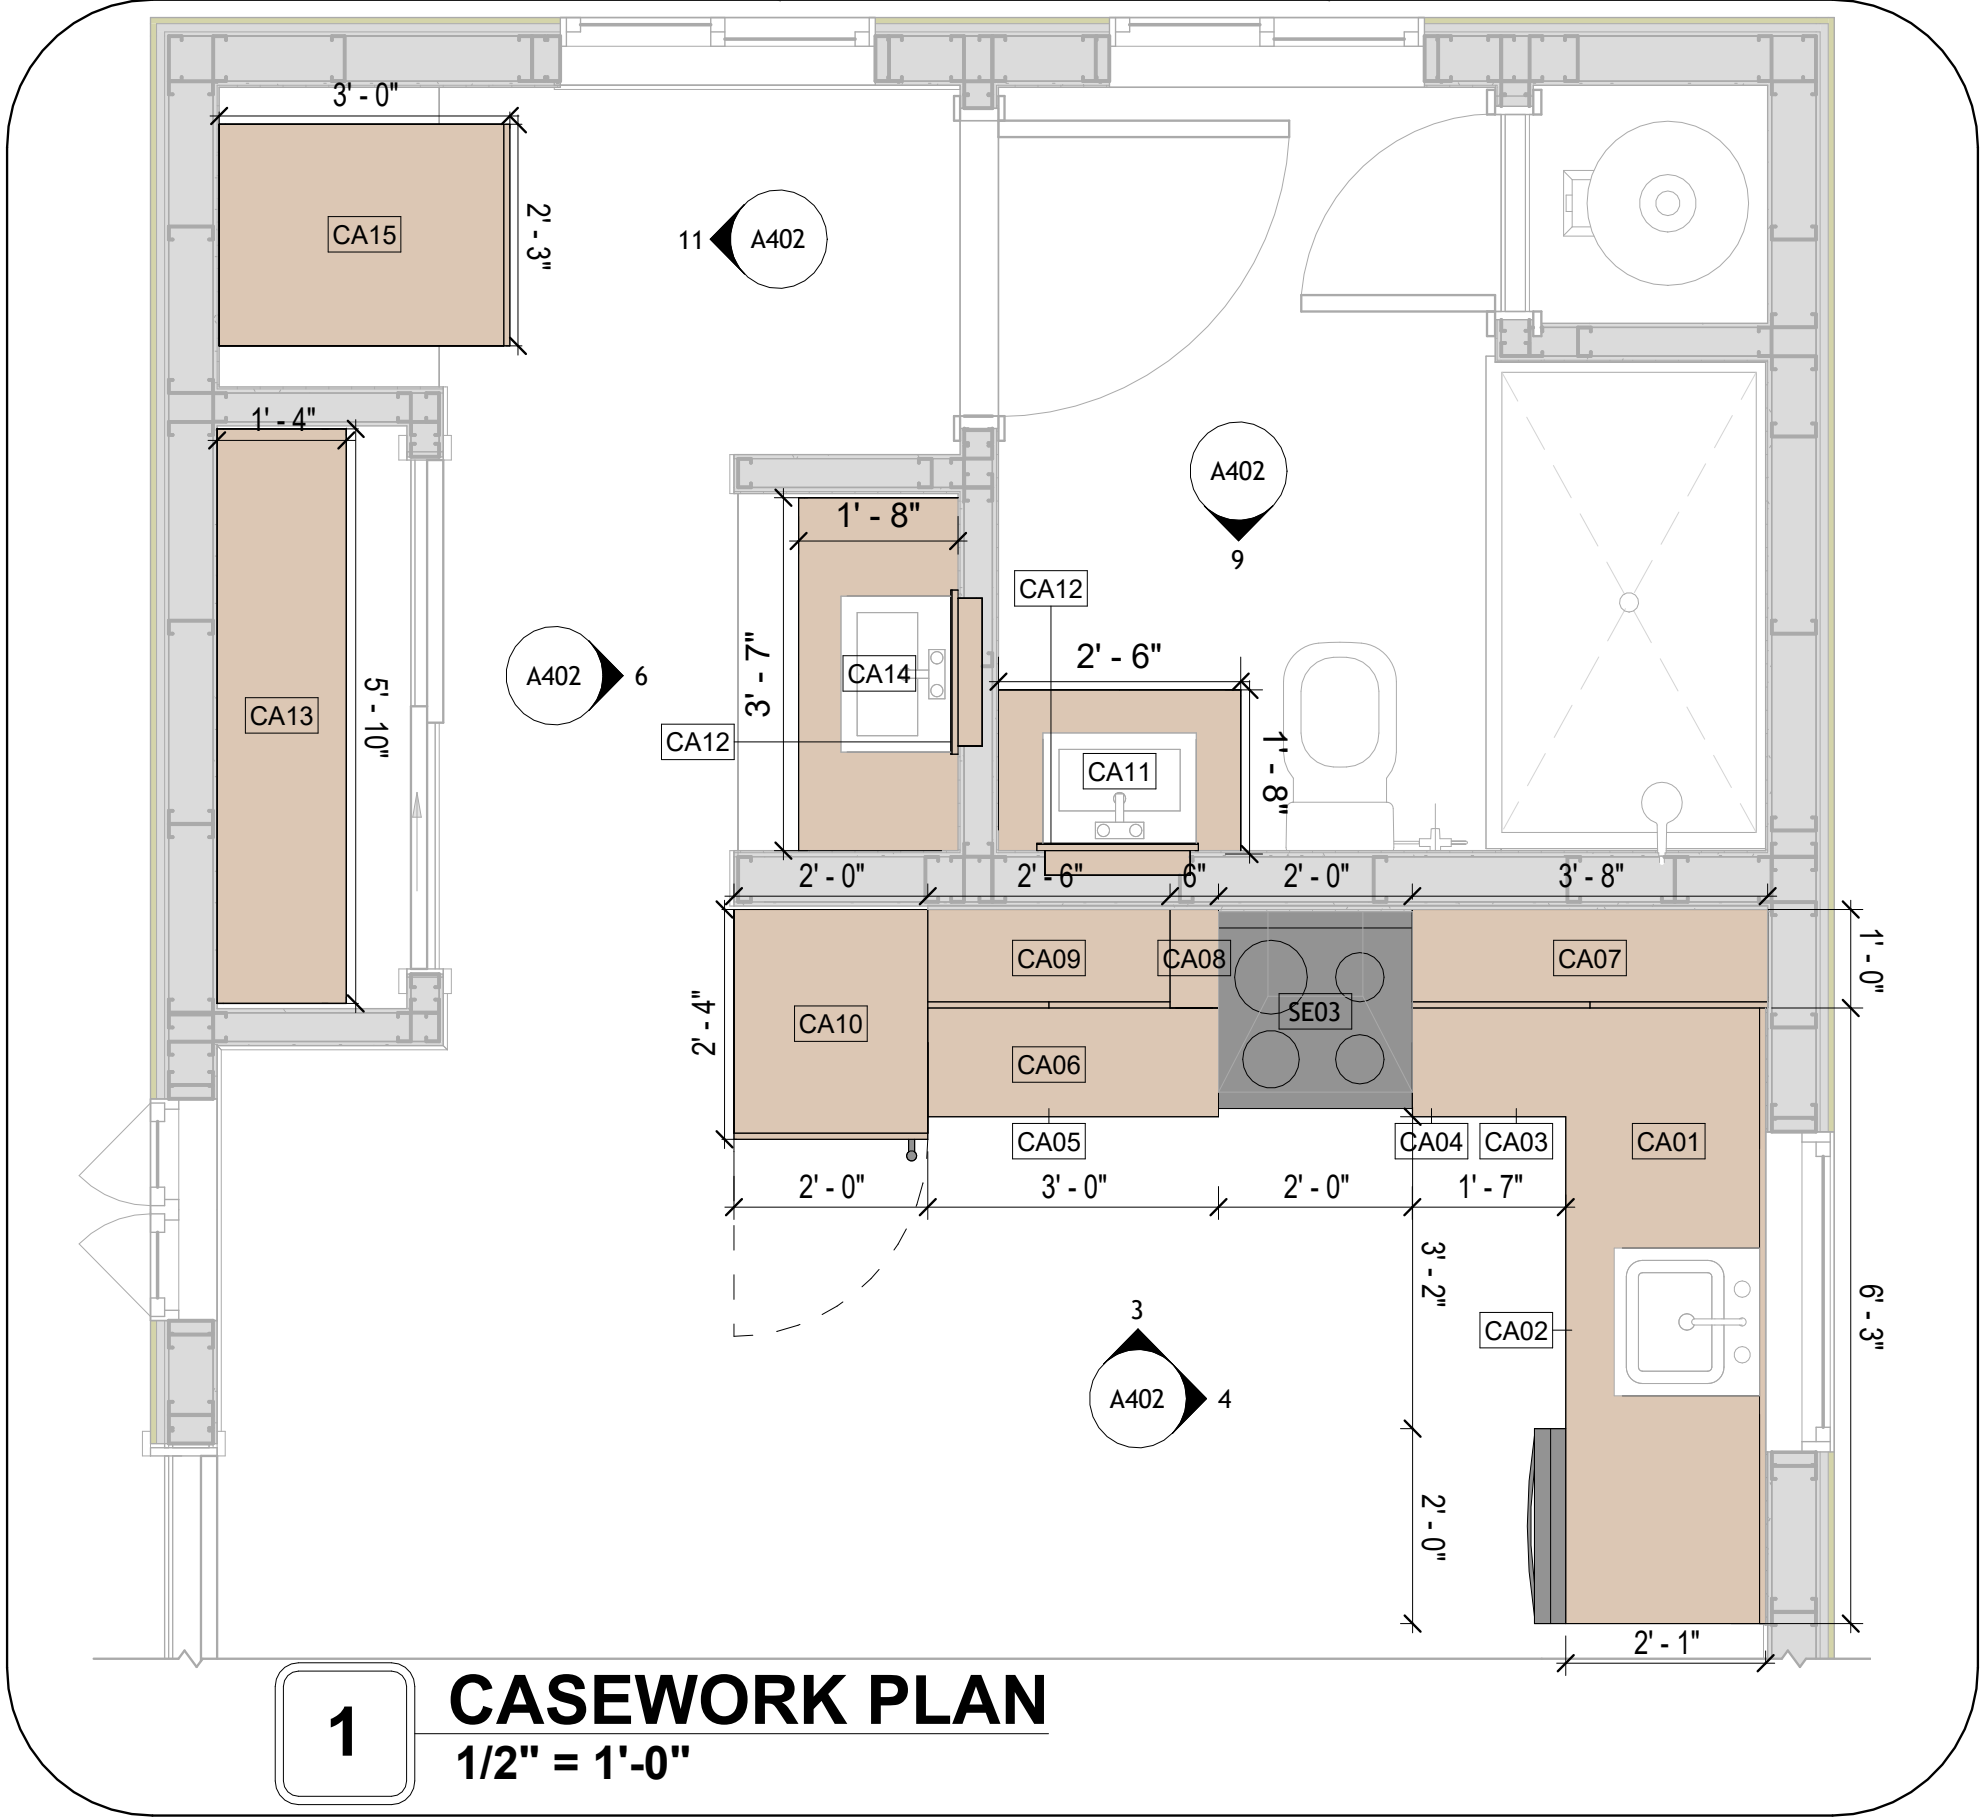 3' - 0"
2' - 3"
CA15
11
A402
1' - 4"
A402
9
1' - 8"
CA12
2' - 6"
3' - 7"
A402
6
CA14
CA13
5' - 10"
CA12
CA11
1' - 8"
2' - 0"
2' - 6"
6"
2' - 0"
3' - 8"
CA09
CA08
CA07
1' - 0"
SE03
CA10
2' - 4"
CA06
CA05
CA04
CA03
CA01
2' - 0"
3' - 0"
2' - 0"
1' - 7"
3' - 2"
CA02
6' - 3"
3
A402
4
2' - 0"
2' - 1"
1
CASEWORK PLAN
1/2" = 1'-0"